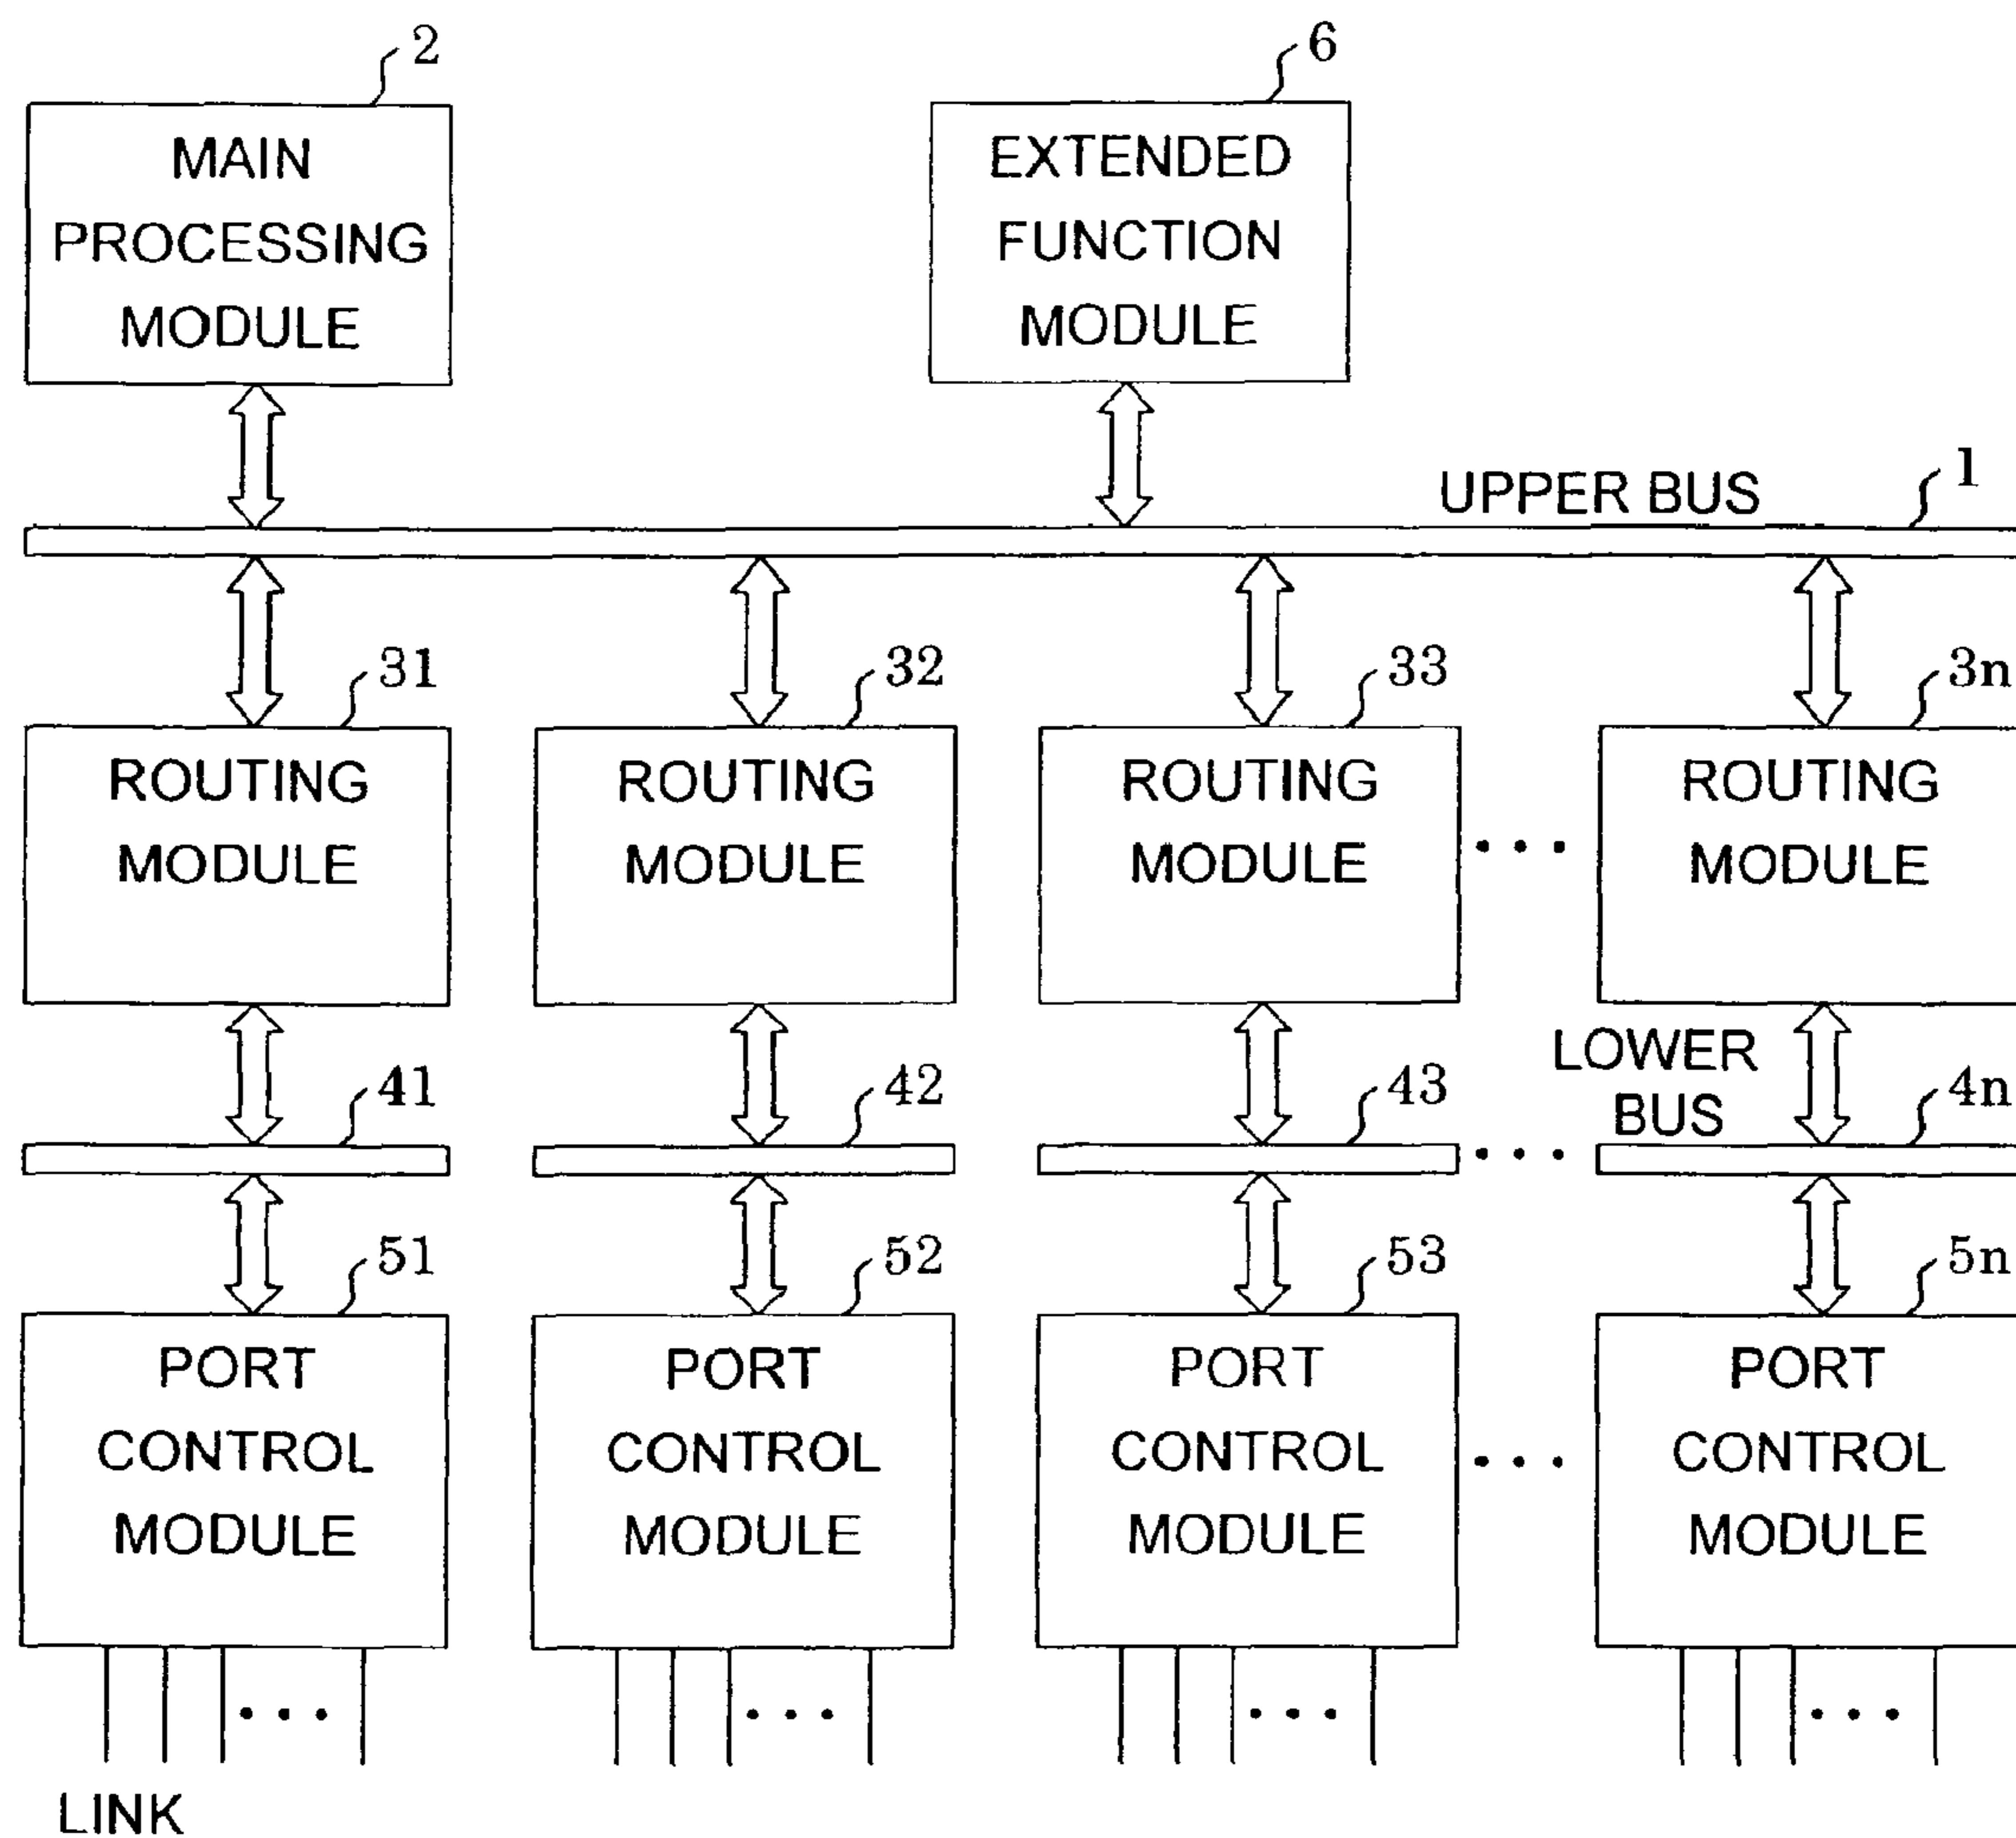 2
6
MAIN
PROCESSING
MODULE
EXTENDED
FUNCTION
MODULE
UPPER BUS
1
31
32
33
3n
ROUTING
MODULE
ROUTING
MODULE
ROUTING
MODULE
...
ROUTING
MODULE
LOWER
BUS
41
42
43
4n
...
51
52
53
5n
PORT
CONTROL
MODULE
PORT
CONTROL
MODULE
PORT
CONTROL
MODULE
...
PORT
CONTROL
MODULE
...
...
...
...
LINK